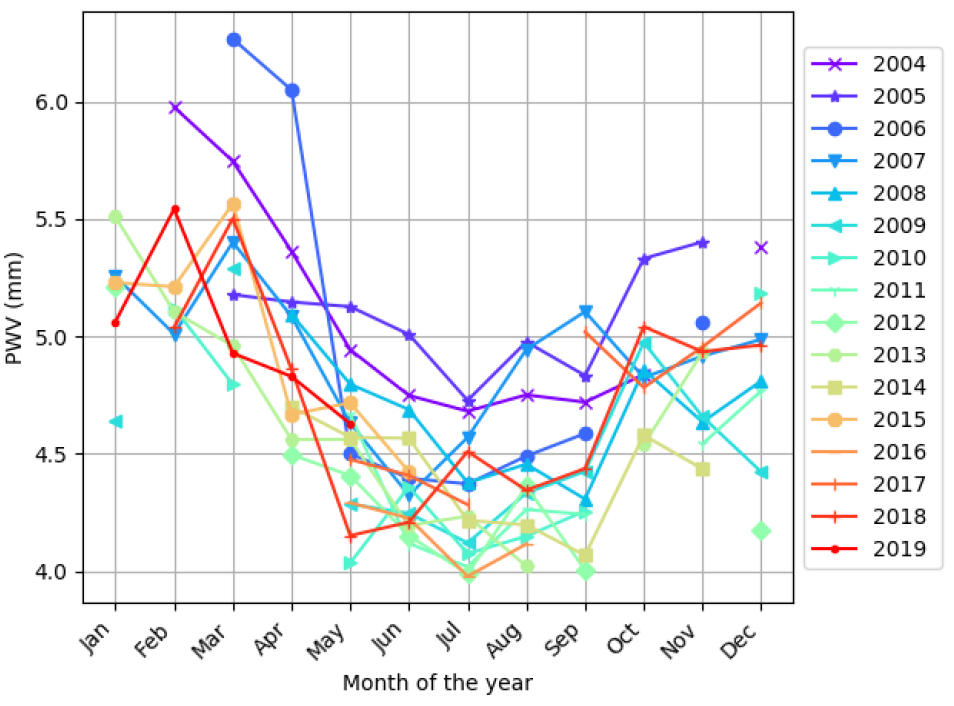 PWV (mm)
6.0
5.5
5.0
4.5
4.0
Jan
Feb
Mar
Apr
May
Jun
Jul
Aug
Sep
Oct
Nov
Dec
Month of the year
2004
2005
2006
2007
2008
2009
2010
2011
2012
2013
2014
2015
2016
2017
2018
2019